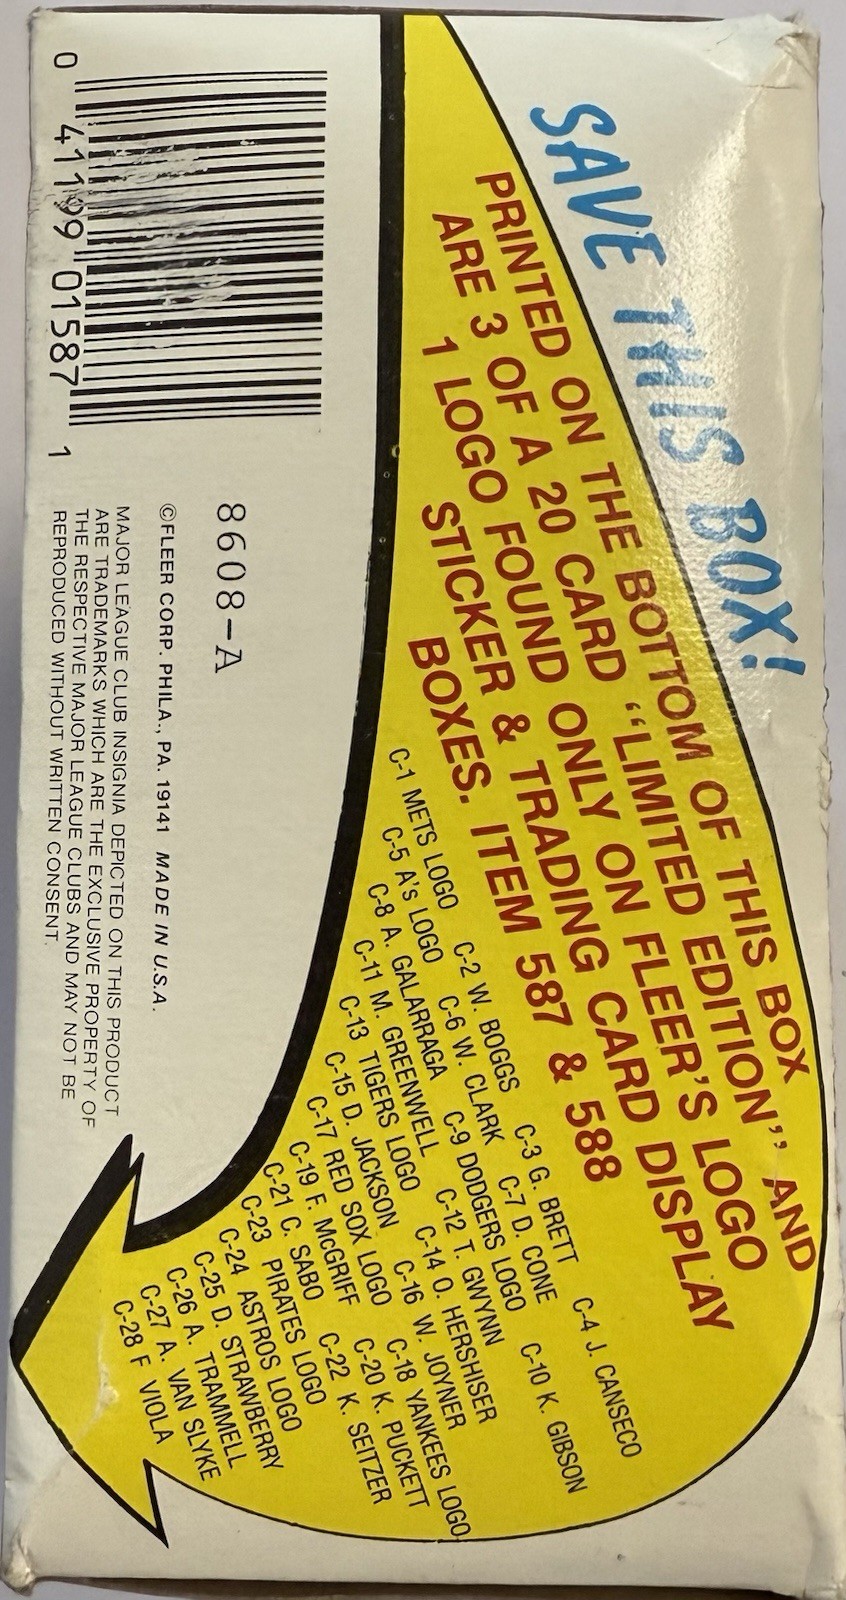 SAVE THIS BOX!
PRINTED ON THE BOTTOM OF THIS BOX
ARE 3 OF A 20 CARD “LIMITED EDITION” AND
1 LOGO FOUND ONLY ON FLEER'S LOGO
STICKER & TRADING CARD DISPLAY
BOXES. ITEM 587 & 588
C-1 METS LOGO C-2 W. BOGGS C-3 G. BRETT C-4 J. CANSECO
C-5 A's LOGO C-6 W. CLARK C-7 D. CONE
C-8 A. GALARRAGA C-9 DODGERS LOGO C-10 K. GIBSON
C-11 M. GREENWELL C-12 T. GWYNN
C-13 TIGERS LOGO C-14 O. HERSHISER
C-15 D. JACKSON C-16 W. JOYNER
C-17 RED SOX LOGO C-18 YANKEES LOGO
C-19 F. McGRIFF C-20 K. PUCKETT
C-21 C. SABO C-22 K. SEITZER
C-23 PIRATES LOGO
C-24 ASTROS LOGO
C-25 D. STRAWBERRY
C-26 A. TRAMMELL
C-27 A. VAN SLYKE
C-28 F VIOLA
8608-A
©FLEER CORP. PHILA., PA. 19141 MADE IN U.S.A.
MAJOR LEAGUE CLUB INSIGNIA DEPICTED ON THIS PRODUCT
ARE TRADEMARKS WHICH ARE THE EXCLUSIVE PROPERTY OF
THE RESPECTIVE MAJOR LEAGUE CLUBS AND MAY NOT BE
REPRODUCED WITHOUT WRITTEN CONSENT.
0 41199 01587 1